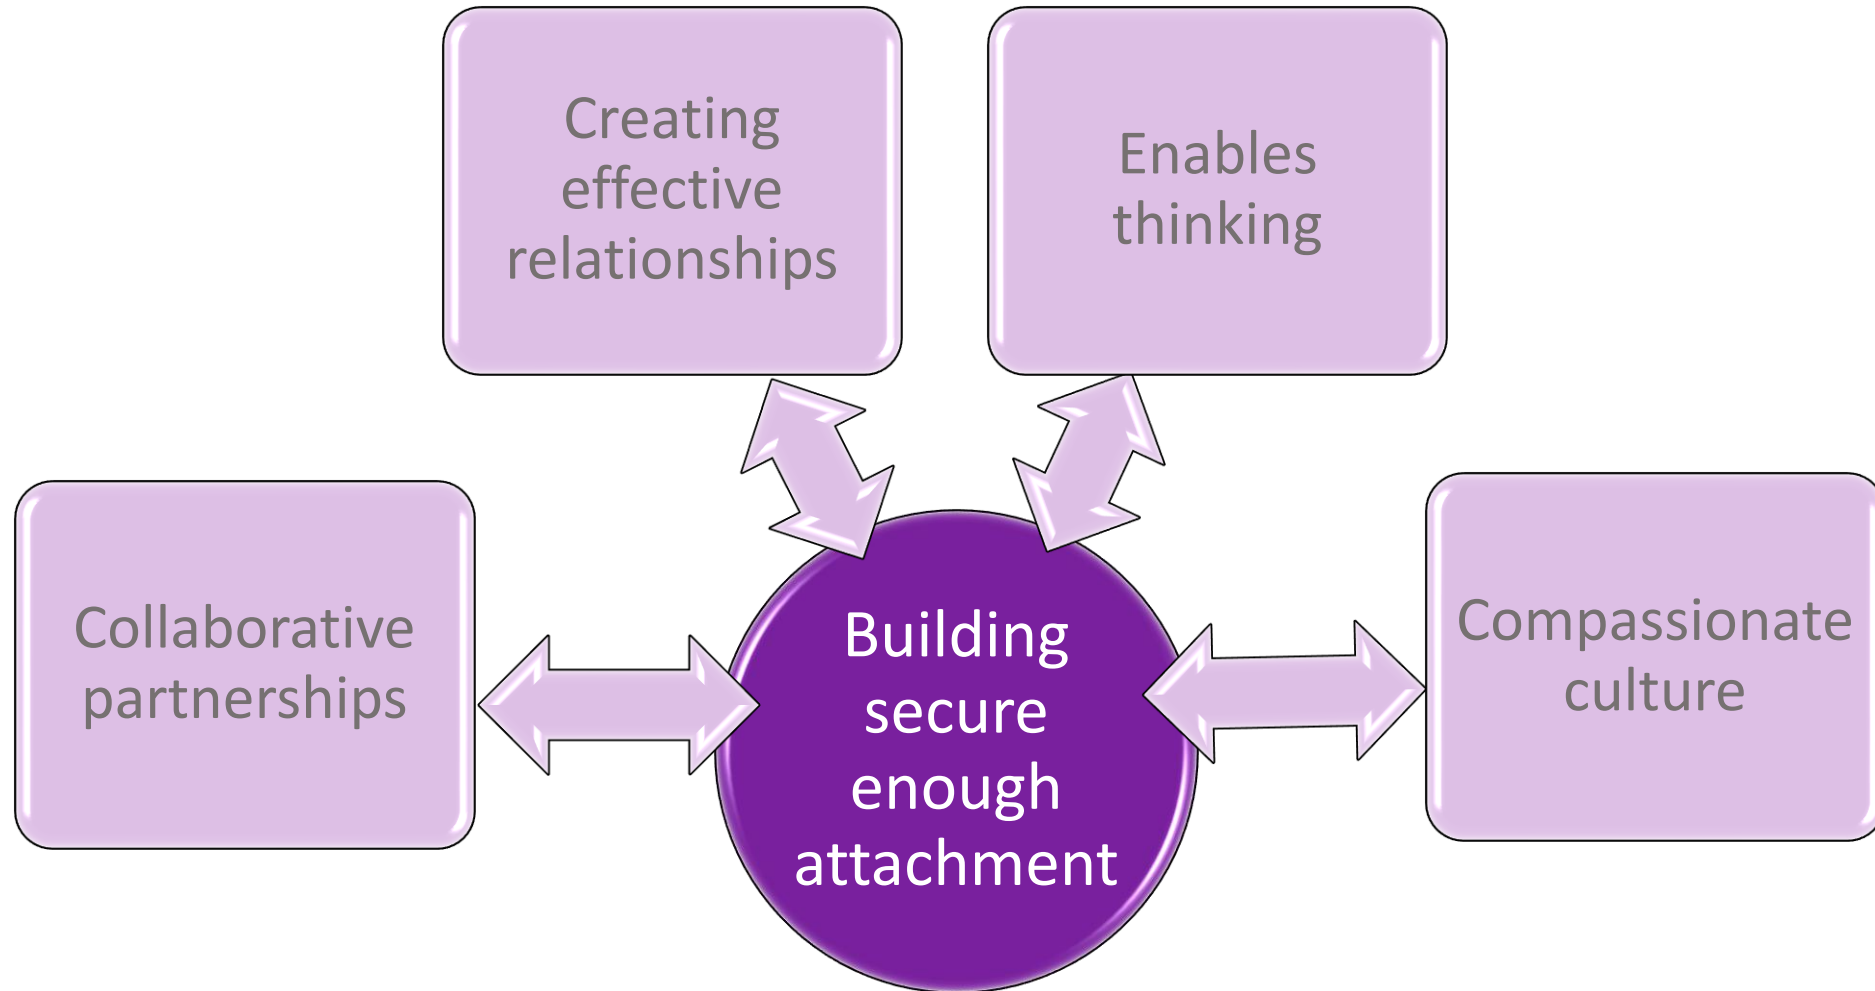 Creating
effective
relationships
Enables
thinking
Collaborative
partnerships
Building
secure
enough
attachment
Compassionate
culture